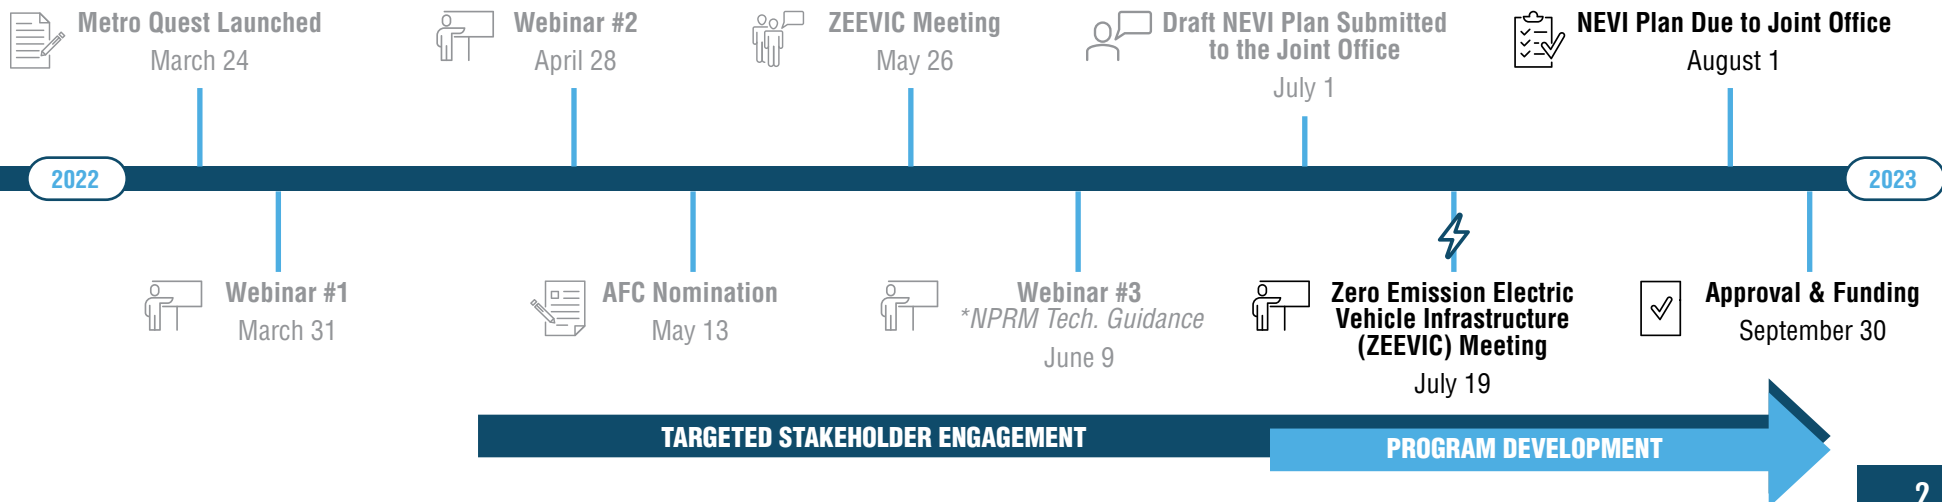 Metro Quest Launched
March 24
Webinar #2
April 28
ZEEVIC Meeting
May 26
Draft NEVI Plan Submitted
to the Joint Office
July 1
NEVI Plan Due to Joint Office
August 1
2022
2023
Webinar #1
March 31
AFC Nomination
May 13
Webinar #3
*NPRM Tech. Guidance
June 9
Zero Emission Electric
Vehicle Infrastructure
(ZEEVIC) Meeting
July 19
Approval & Funding
September 30
TARGETED STAKEHOLDER ENGAGEMENT
PROGRAM DEVELOPMENT
2